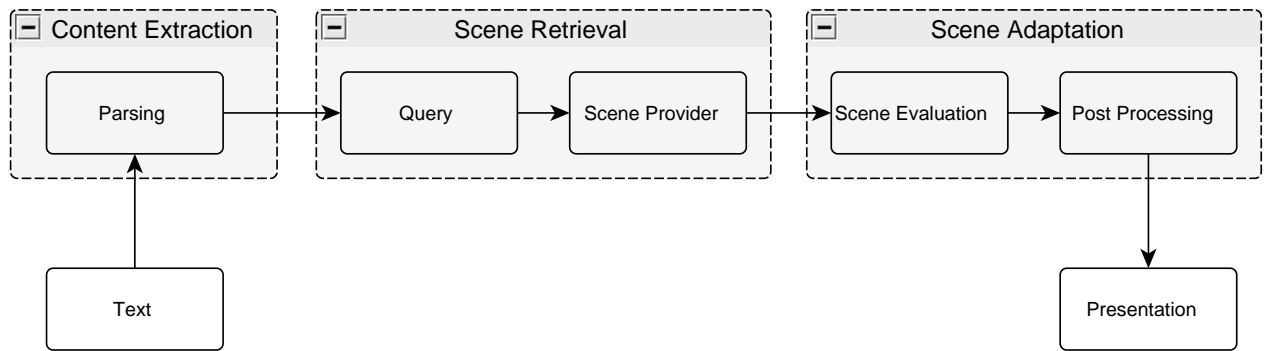 Content Extraction
Scene Retrieval
Scene Adaptation
Parsing
Query
Scene Provider
Scene Evaluation
Post Processing
Text
Presentation